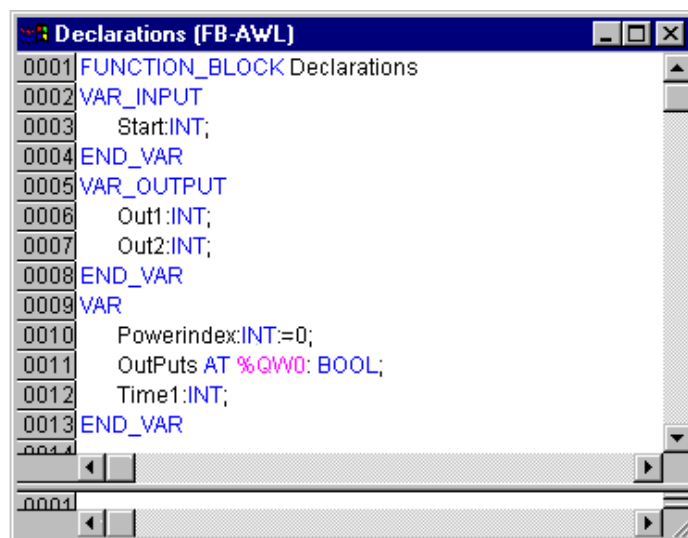 Declarations (FB-AWL)
0001 FUNCTION_BLOCK Declarations
0002 VAR_INPUT
0003 Start:INT;
0004 END_VAR
0005 VAR_OUTPUT
0006 Out1:INT;
0007 Out2:INT;
0008 END_VAR
0009 VAR
0010 Powerindex:INT:=0;
0011 OutPuts AT %QW0: BOOL;
0012 Time1:INT;
0013 END_VAR
0014
0001